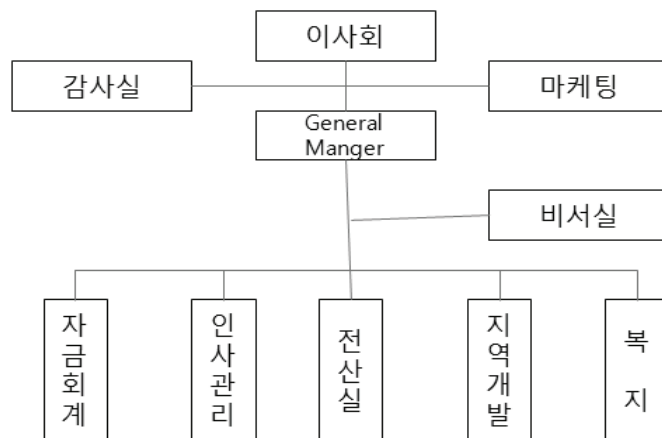 이사회
감사실
마케팅
General
Manger
비서실
자금회계
인사관리
전산실
지역개발
복 지